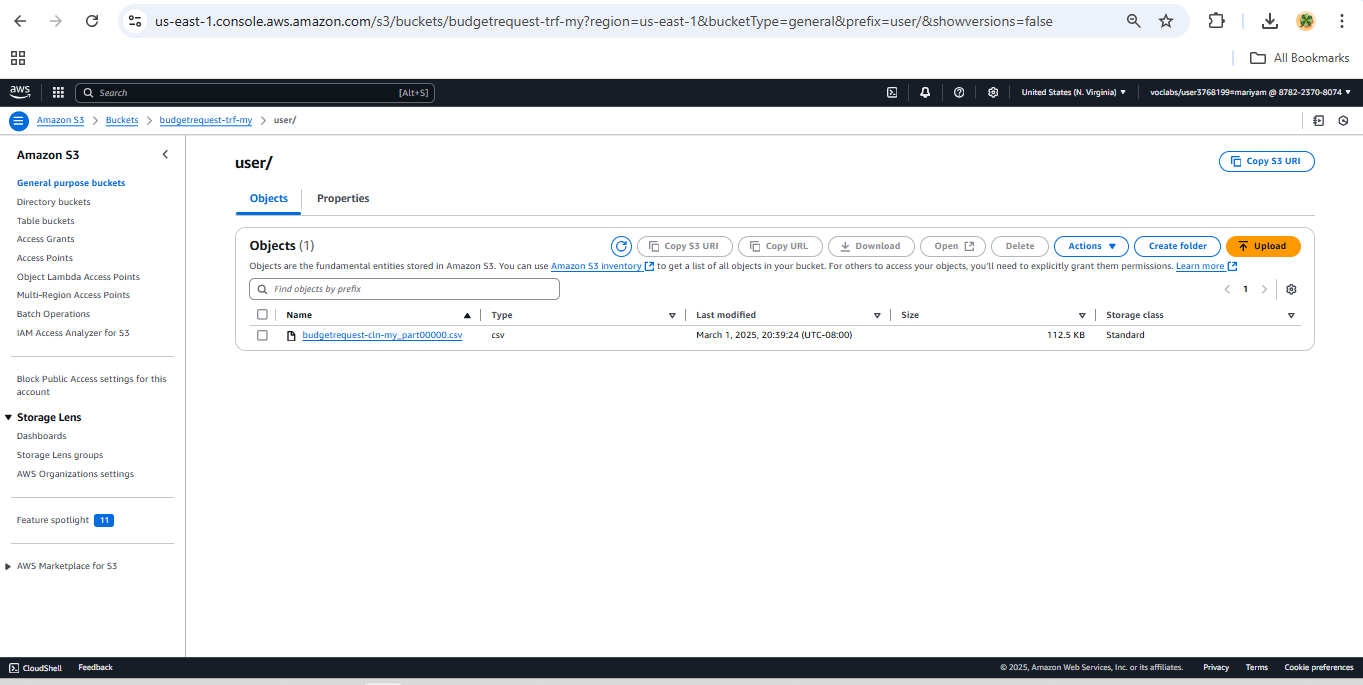 us-east-1.console.aws.amazon.com/s3/buckets/budgetrequest-trf-my?region=us-east-1&bucketType=general&prefix=user/&showversions=false
All Bookmarks
aws Search [Alt+S] United States (N. Virginia) voclabs/user3768199=mariyam @ 8782-2370-8074
Amazon S3 > Buckets > budgetrequest-trf-my > user/
Amazon S3
General purpose buckets
Directory buckets
Table buckets
Access Grants
Access Points
Object Lambda Access Points
Multi-Region Access Points
Batch Operations
IAM Access Analyzer for S3
Block Public Access settings for this
account
Storage Lens
Dashboards
Storage Lens groups
AWS Organizations settings
Feature spotlight 11
AWS Marketplace for S3
user/
Copy S3 URI
Objects Properties
Objects (1)
Copy S3 URI Copy URL Download Open Delete Actions Create folder Upload
Objects are the fundamental entities stored in Amazon S3. You can use Amazon S3 inventory to get a list of all objects in your bucket. For others to access your objects, you'll need to explicitly grant them permissions. Learn more
Find objects by prefix
1
Name Type Last modified Size Storage class
budgetrequest-cln-my_part00000.csv csv March 1, 2025, 20:39:24 (UTC-08:00) 112.5 KB Standard
CloudShell Feedback © 2025, Amazon Web Services, Inc. or its affiliates. Privacy Terms Cookie preferences